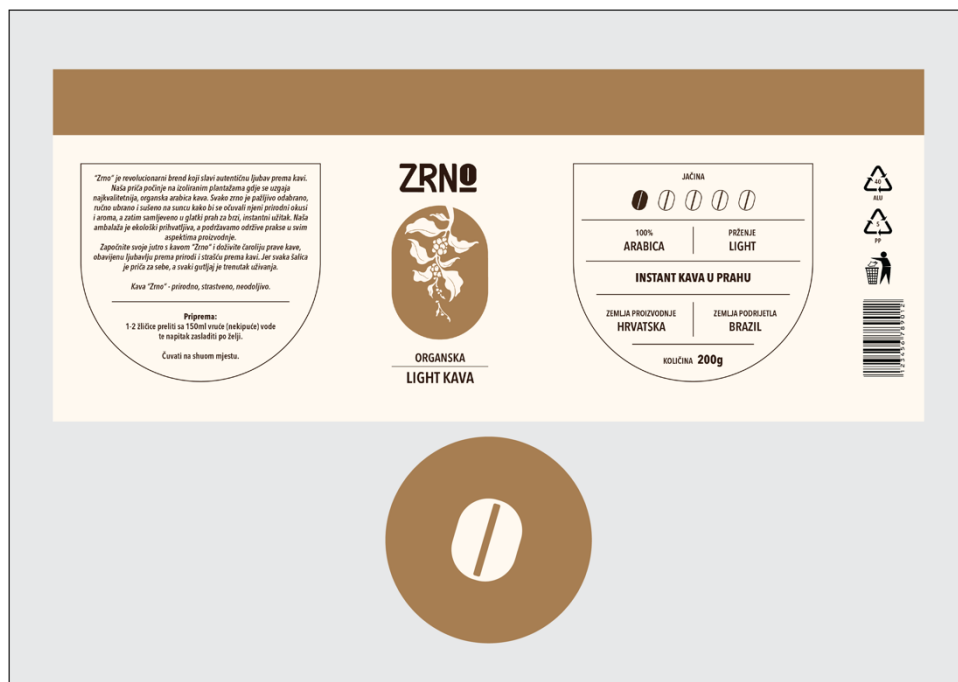 "Zrno" je revolucionarni brend koji slavi autentičnu ljubav prema kavi.
Naša priča počinje na izoliranim plantažama gdje se uzgaja
najkvalitetnija, organska arabica kava. Svako zrno je pažljivo odabrano,
ručno ubrano i sušeno na suncu kako bi se očuvali njeni prirodni okusi
i aroma, a zatim samljeveno u glatki prah za brzi, instantni užitak. Naša
ambalaža je ekološki prihvatljiva, a podržavamo održive prakse u svim
aspektima proizvodnje.
Započnite svoje jutro s kavom "Zrno" i doživite čaroliju prave kave,
obavijenu ljubavlju prema prirodi i strašću prema kavi. Jer svaka šalica
je priča za sebe, a svaki gutljaj je trenutak uživanja.
Kava "Zrno" - prirodno, strastveno, neodoljivo.
Priprema:
1-2 žličice preliti sa 150ml vruće (nekipuće) vode
te napitak zasladiti po želji.
Čuvati na shuom mjestu.
ZRNO
ORGANSKA
LIGHT KAVA
JAČINA
100%
ARABICA
PRŽENJE
LIGHT
INSTANT KAVA U PRAHU
ZEMLJA PROIZVODNJE
HRVATSKA
ZEMLJA PODRIJETLA
BRAZIL
KOLIČINA 200g
40
ALU
5
PP
123456789012